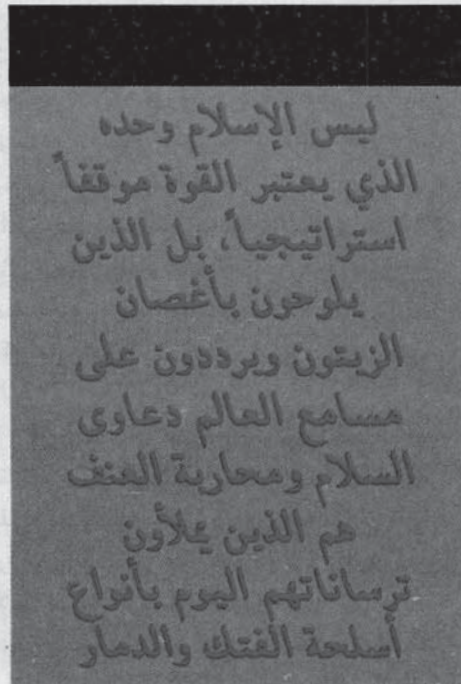 ليس الإسلام وحده
الذي يعتبر القوة موقفاً
استراتيجياً، بل الذين
يلوحون بأغصان
الزيتون ويرددون على
مسامع العالم دعاوى
السلام ومحاربة العنف
هم الذين يملأون
ترساناتهم اليوم بأنواع
أسلحة الفتك والدمار